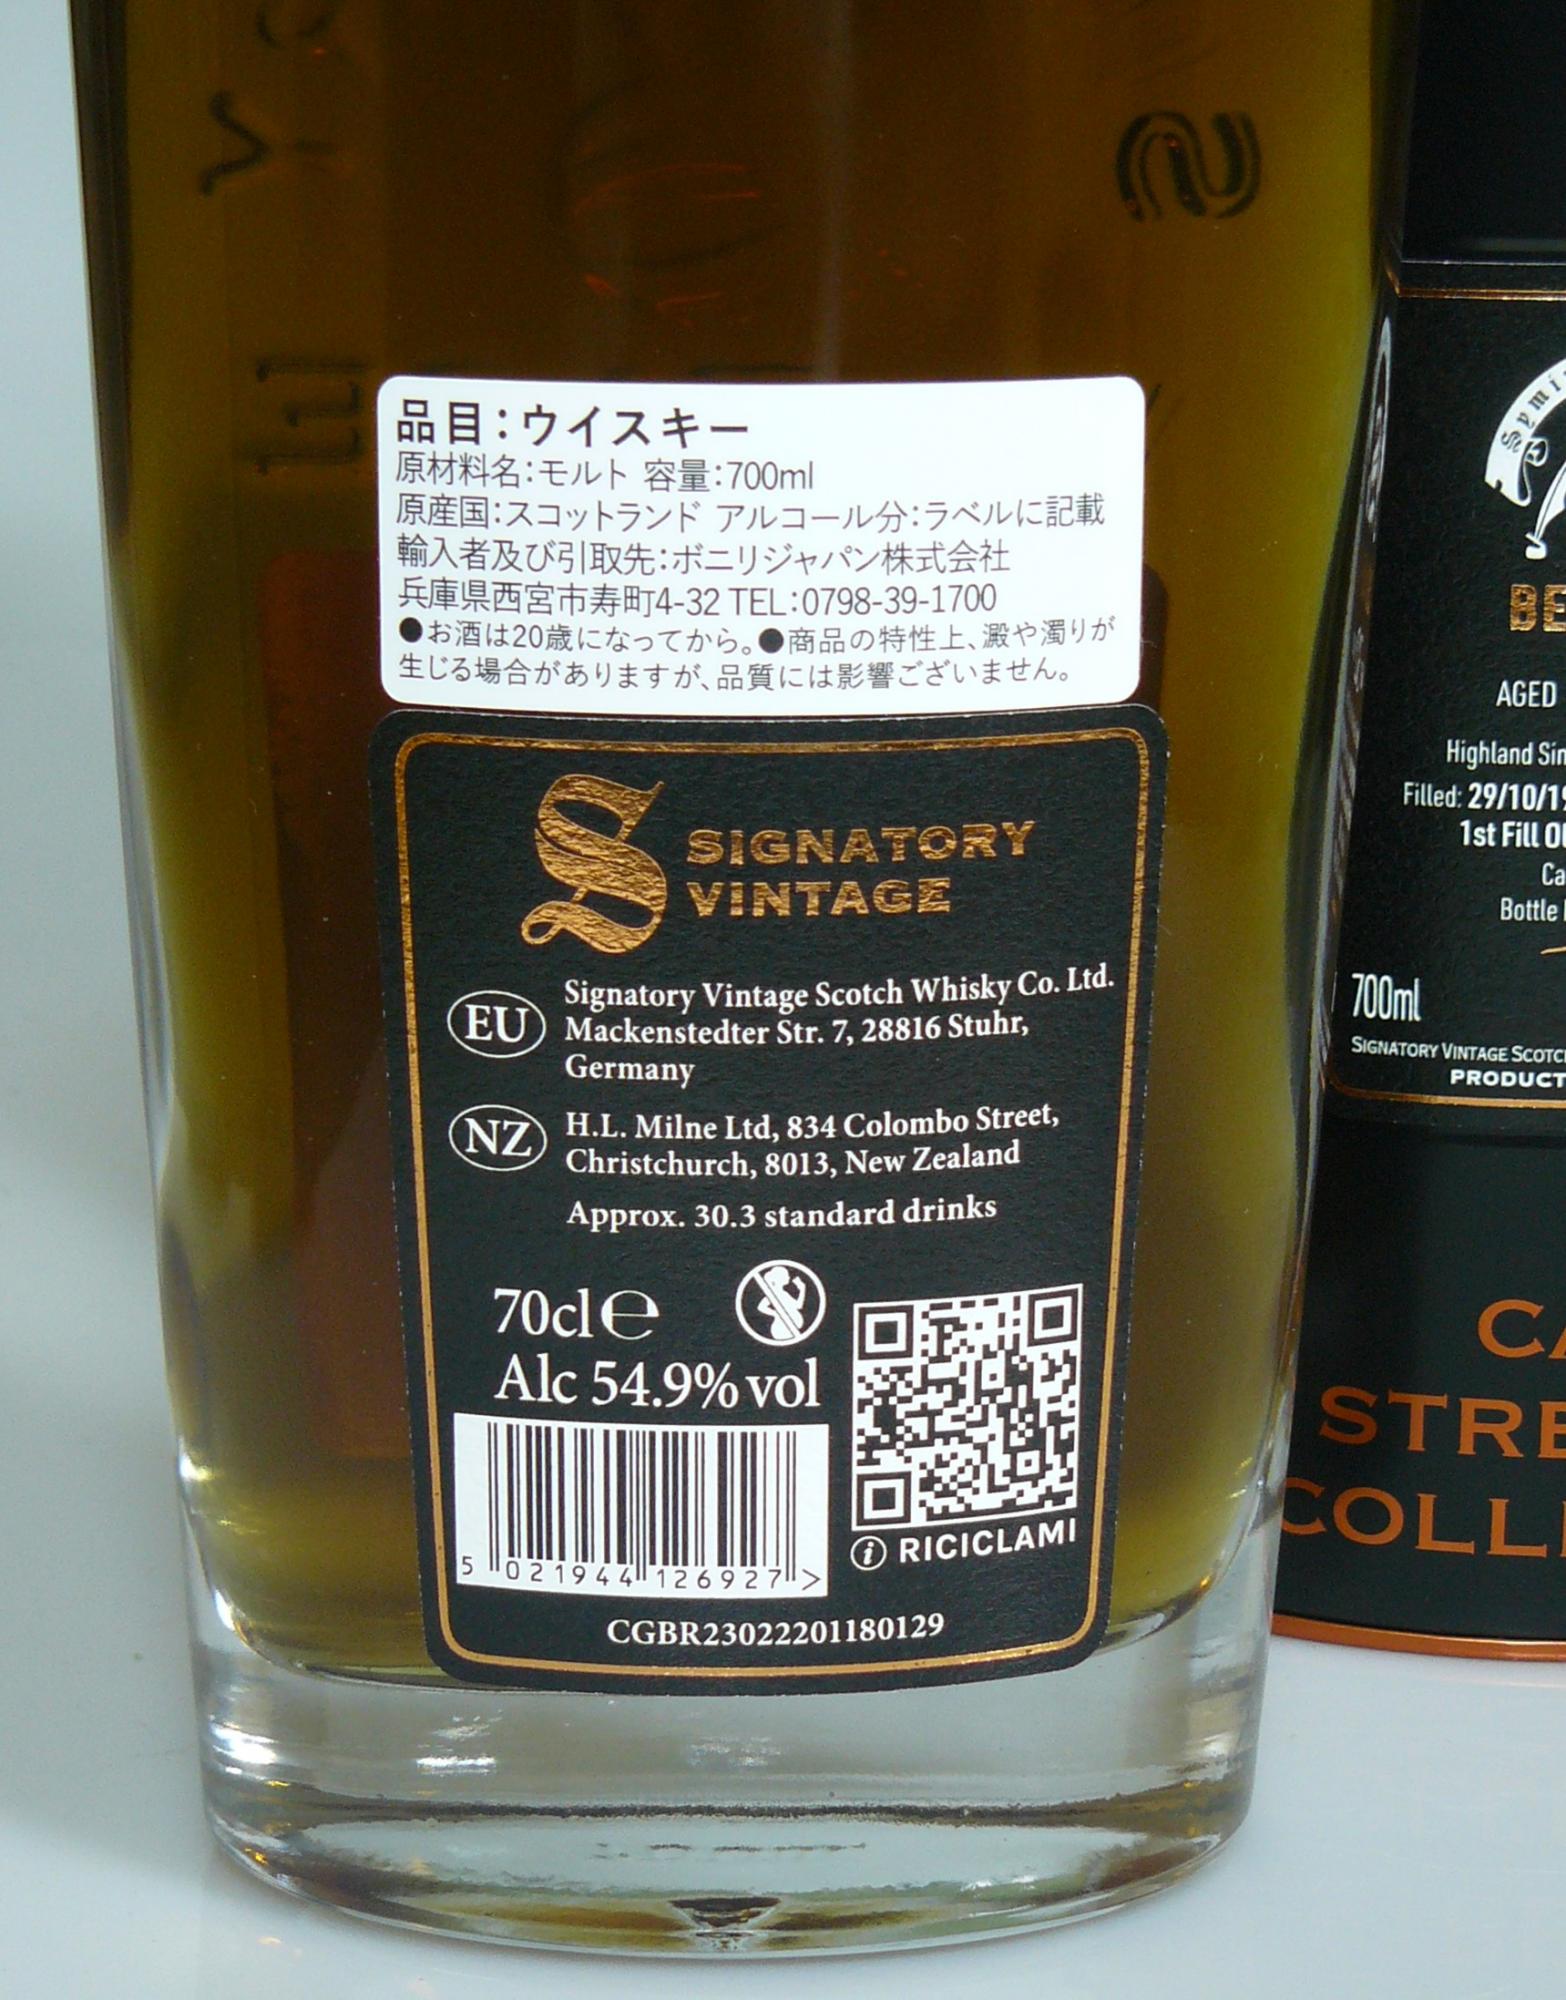 品目：ウイスキー
原材料名：モルト 容量：700ml
原産国：スコットランド アルコール分：ラベルに記載
輸入者及び引取先：ボニリジャパン株式会社
兵庫県西宮市寿町4-32 TEL：0798-39-1700
●お酒は20歳になってから。●商品の特性上、澱や濁りが
生じる場合がありますが、品質には影響ございません。
SIGNATORY
VINTAGE
EU
Signatory Vintage Scotch Whisky Co. Ltd.
Mackenstedter Str. 7, 28816 Stuhr,
Germany
NZ
H.L. Milne Ltd, 834 Colombo Street,
Christchurch, 8013, New Zealand
Approx. 30.3 standard drinks
70cl ℮
Alc 54.9% vol
5 021944 126927 >
i RICICLAMI
CGBR23022201180129
AGED
Highland
Filled: 29/10/
1st Fill
Bottle
700ml
SIGNATORY VINTAGE